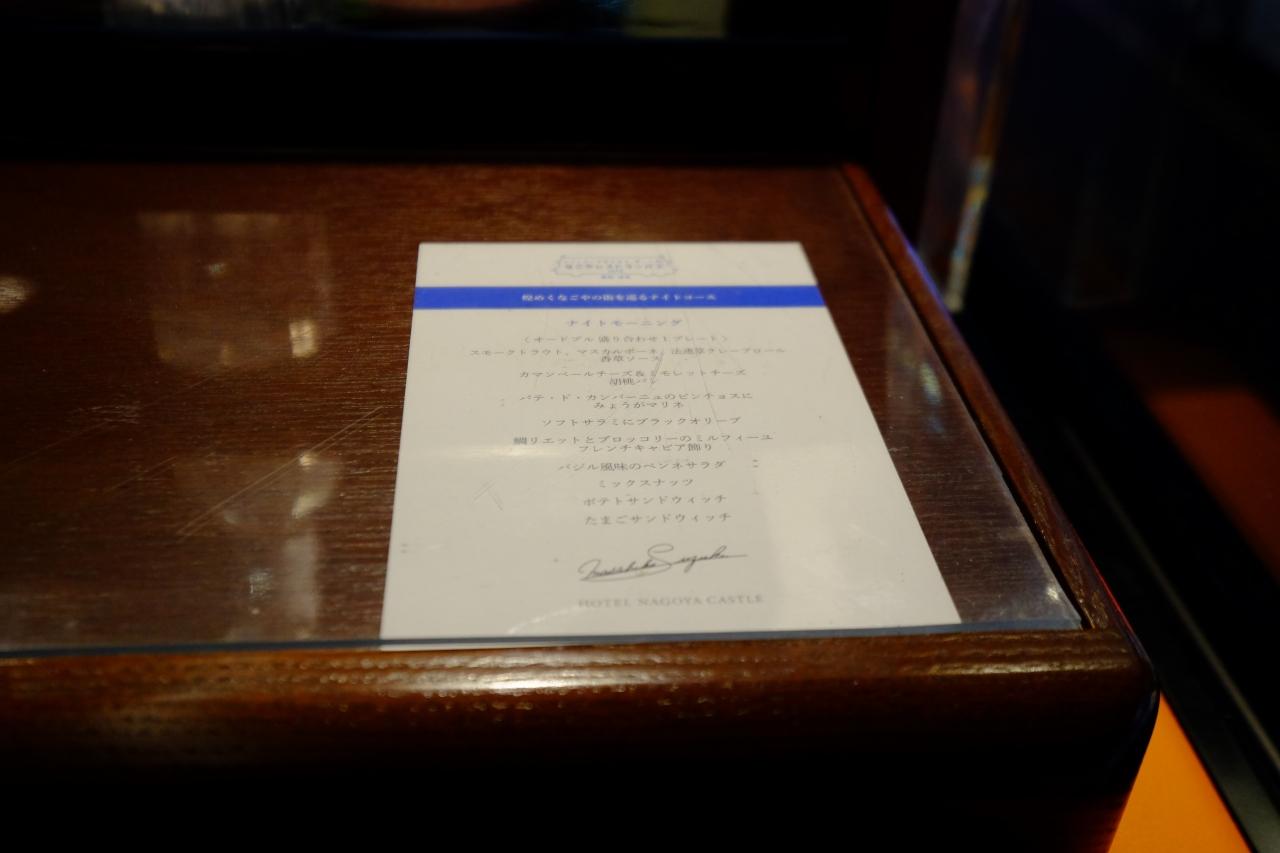 煌めくなごやの街を巡るナイトコース
ナイトモーニング
〈オードブル 盛り合わせ1プレート〉
スモークトラウト、マスカルポーネ、法蓮草クレープロール
香草ソース
カマンベールチーズ&ミモレットチーズ
胡桃パン
パテ・ド・カンパーニュのピンチョスに
みょうがマリネ
ソフトサラミにブラックオリーブ
鯛リエットとブロッコリーのミルフィーユ
フレンチキャビア飾り
バジル風味のペンネサラダ
ミックスナッツ
ポテトサンドウィッチ
たまごサンドウィッチ
HOTEL NAGOYA CASTLE